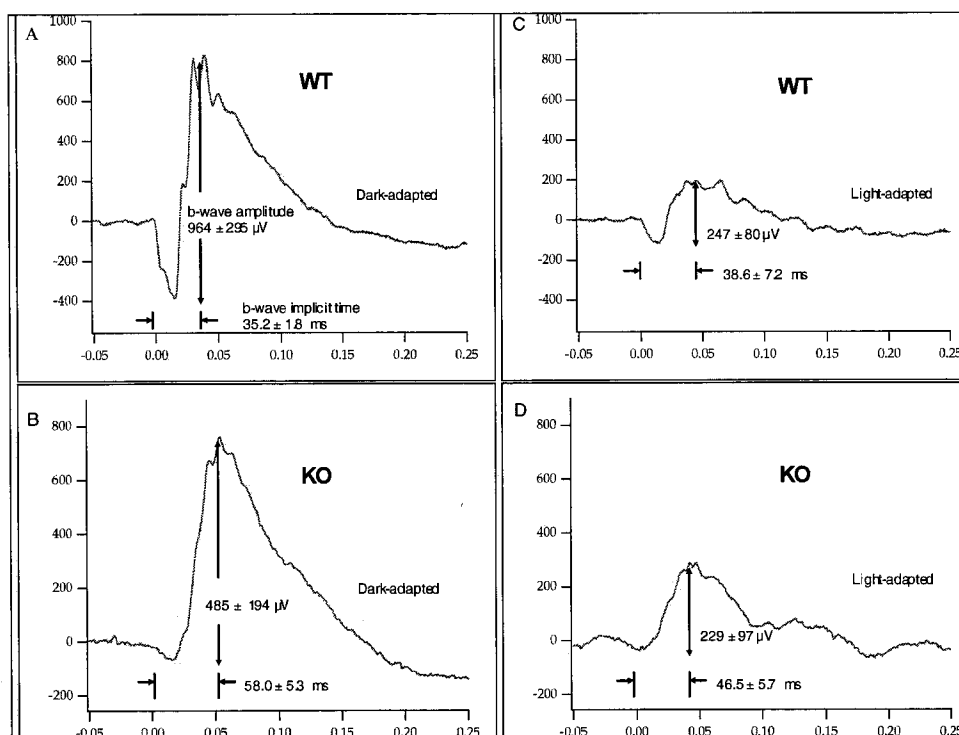 A
1000
800
600
400
200
0
-200
-400
WT
Dark-adapted
b-wave amplitude
964 ± 295 µV
b-wave implicit time
35.2 ± 1.8 ms
-0.05 0.00 0.05 0.10 0.15 0.20 0.25
C
1000
800
600
400
200
0
-200
-400
WT
Light-adapted
247 ± 80 µV
38.6 ± 7.2 ms
-0.05 0.00 0.05 0.10 0.15 0.20 0.25
B
800
600
400
200
0
-200
KO
Dark-adapted
485 ± 194 µV
58.0 ± 5.3 ms
-0.05 0.00 0.05 0.10 0.15 0.20 0.25
D
800
600
400
200
0
-200
KO
Light-adapted
229 ± 97 µV
46.5 ± 5.7 ms
-0.05 0.00 0.05 0.10 0.15 0.20 0.25